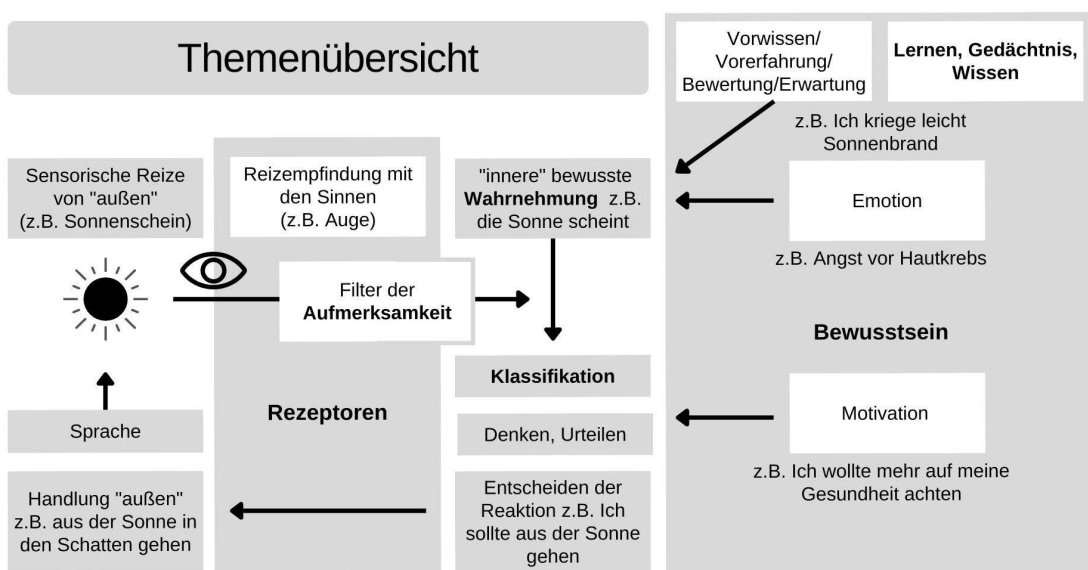 Themenübersicht
Vorwissen/
Vorerfahrung/
Bewertung/Erwartung
Lernen, Gedächtnis,
Wissen
z.B. Ich kriege leicht
Sonnenbrand
Sensorische Reize
von "außen"
(z.B. Sonnenschein)
Reizempfindung mit
den Sinnen
(z.B. Auge)
"innere" bewusste
Wahrnehmung z.B.
die Sonne scheint
Emotion
z.B. Angst vor Hautkrebs
Filter der
Aufmerksamkeit
Bewusstsein
Klassifikation
Rezeptoren
Motivation
Sprache
Denken, Urteilen
z.B. Ich wollte mehr auf meine
Gesundheit achten
Handlung "außen"
z.B. aus der Sonne in
den Schatten gehen
Entscheiden der
Reaktion z.B. Ich
sollte aus der Sonne
gehen